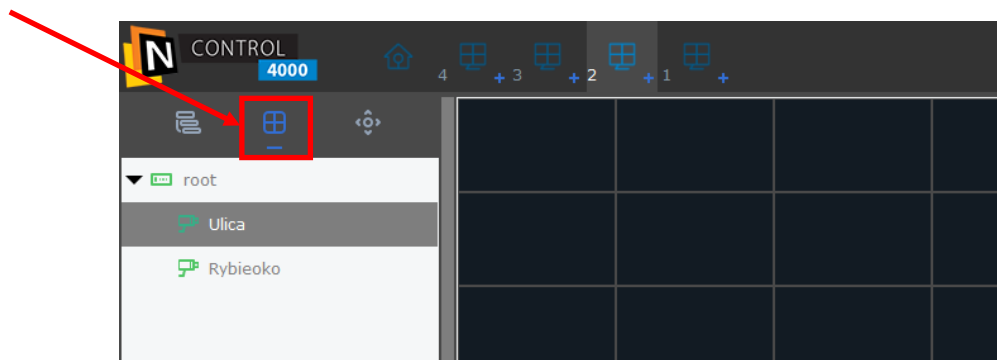 N CONTROL
4000
4 3 2 1
root
Ulica
Rybieoko